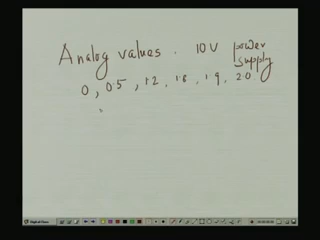 Analog values. 10V power
supply
0, 0.5, 1.2, 1.8, 1.9, 2.0